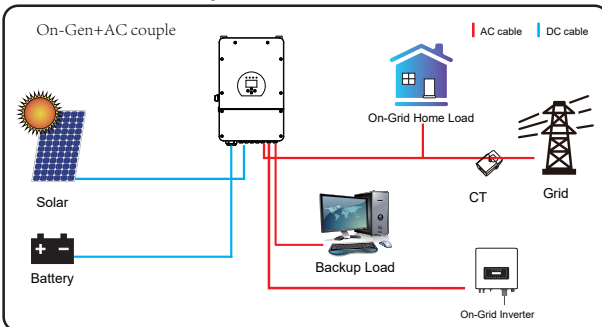 On-Gen+AC couple
AC cable
DC cable
On-Grid Home Load
Solar
CT
Grid
Battery
Backup Load
On-Grid Inverter